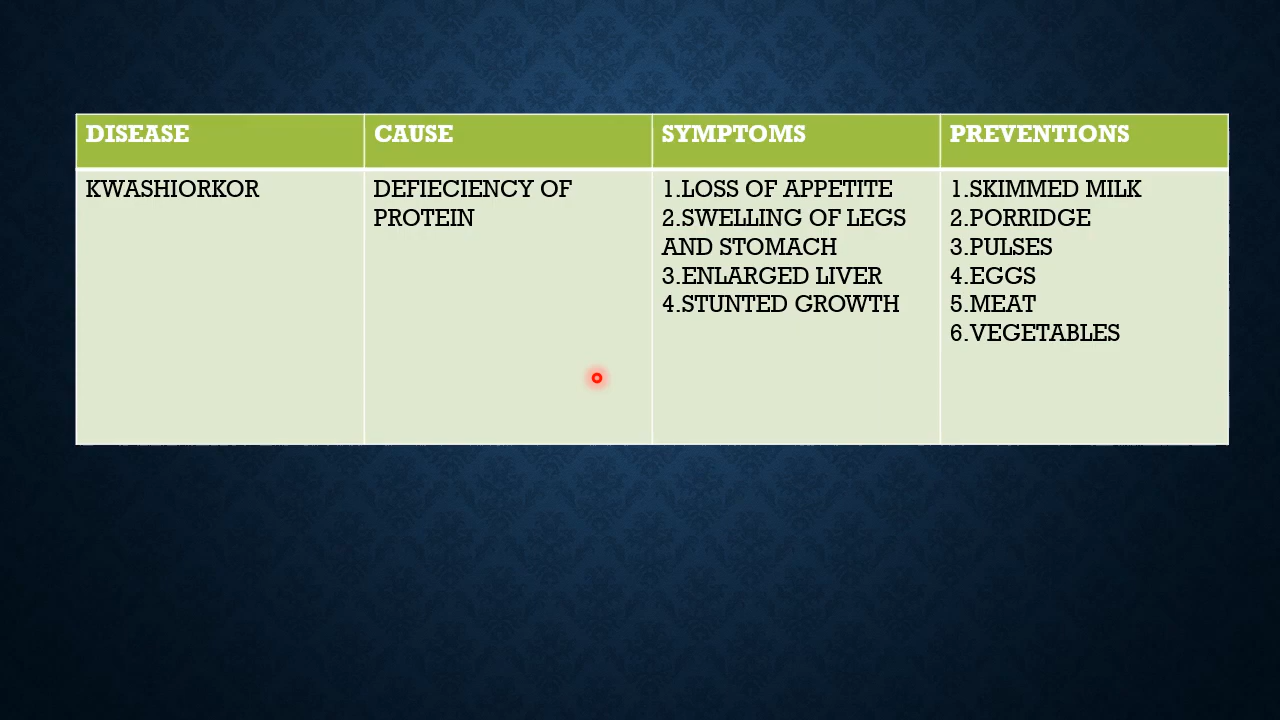 DISEASE
CAUSE
SYMPTOMS
PREVENTIONS
KWASHIORKOR
DEFIECIENCY OF
PROTEIN
1.LOSS OF APPETITE
2.SWELLING OF LEGS
AND STOMACH
3.ENLARGED LIVER
4.STUNTED GROWTH
1.SKIMMED MILK
2.PORRIDGE
3.PULSES
4.EGGS
5.MEAT
6.VEGETABLES